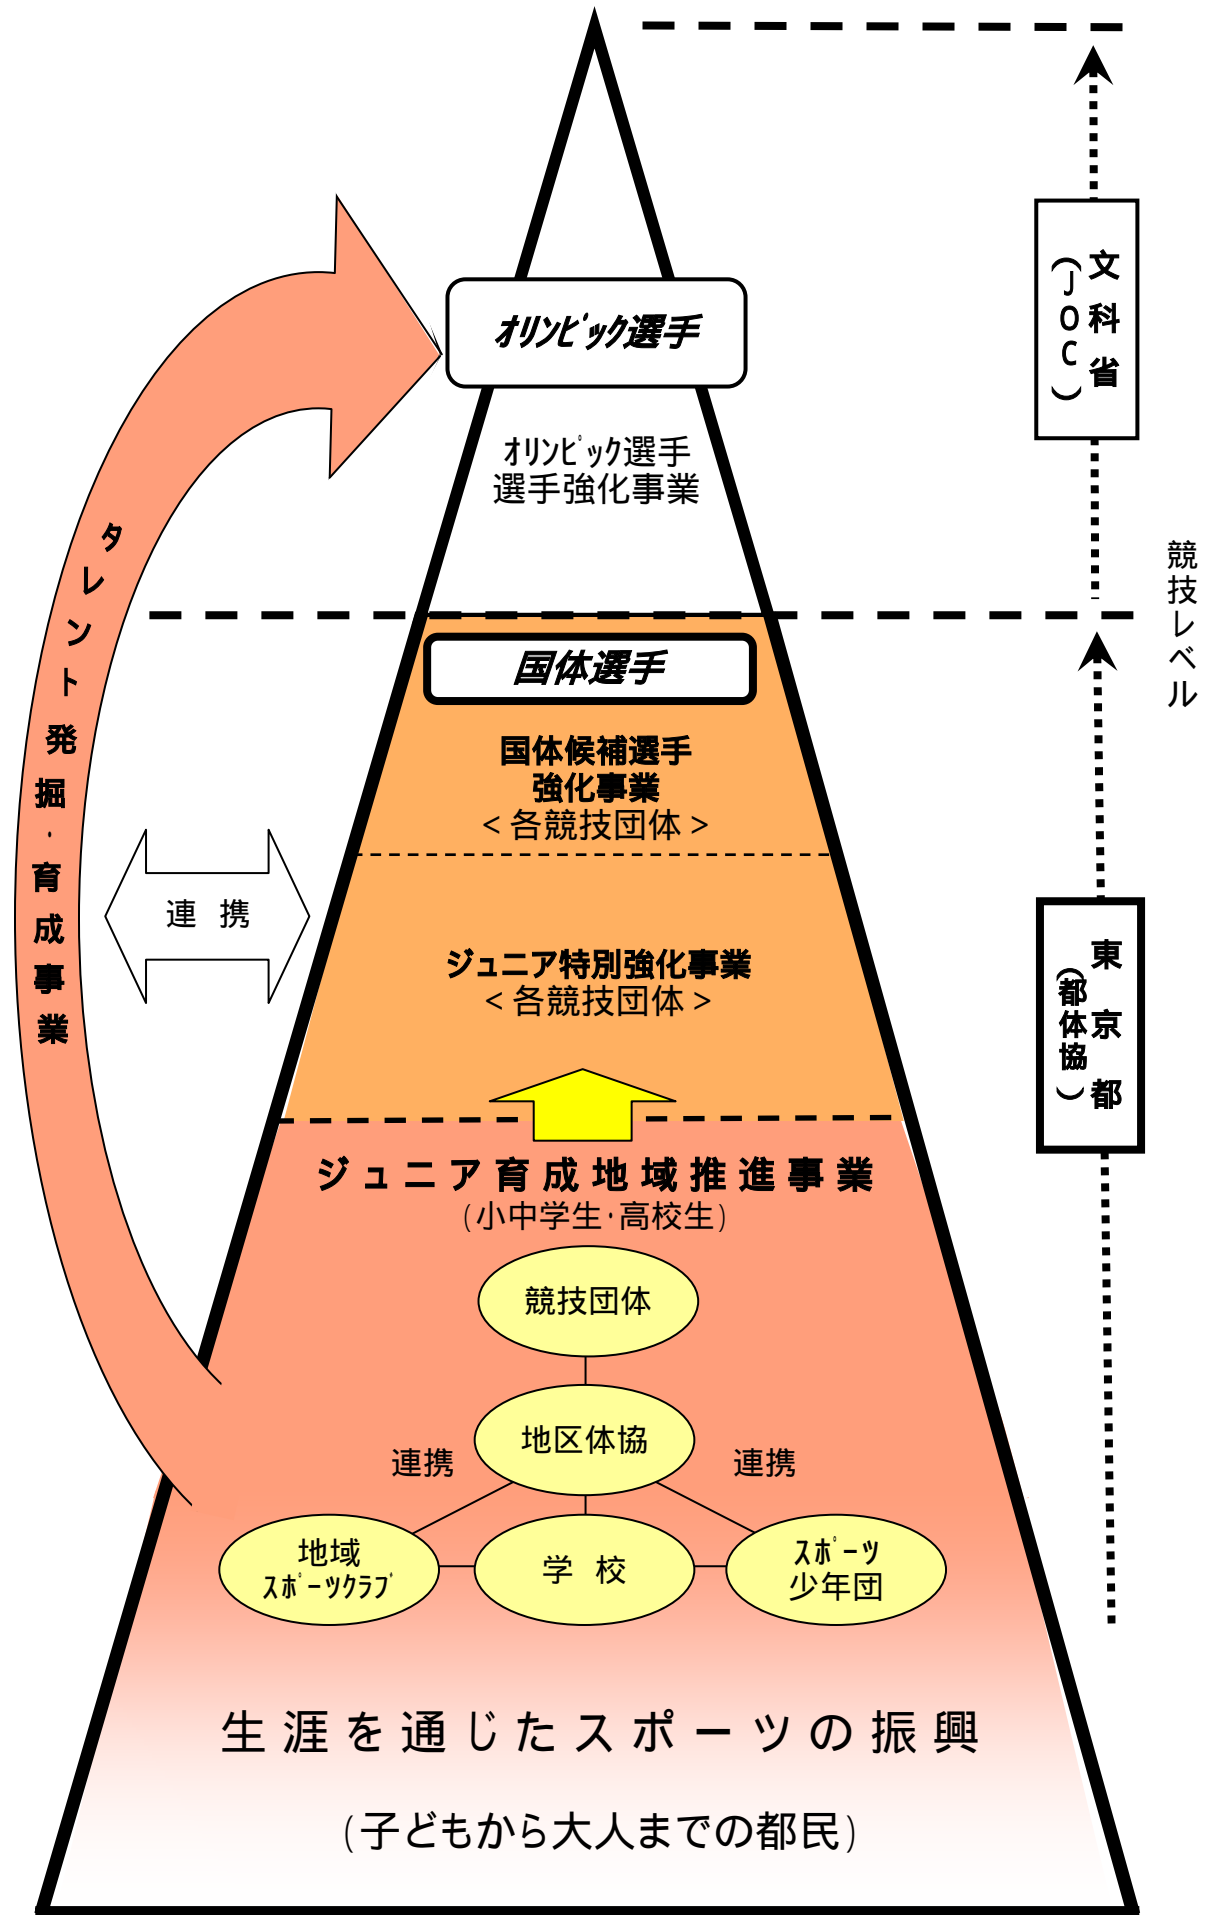 オリンピック選手
オリンピック選手
選手強化事業
文科省
(JOC)
競技レベル
国体選手
国体候補選手
強化事業
<各競技団体>
タレント発掘・育成事業
連 携
ジュニア特別強化事業
<各競技団体>
東京都
(都体協)
ジュニア育成地域推進事業
(小中学生・高校生)
競技団体
地区体協
連携
連携
地域
スポーツクラブ
学 校
スポーツ
少年団
生涯を通じたスポーツの振興
(子どもから大人までの都民)